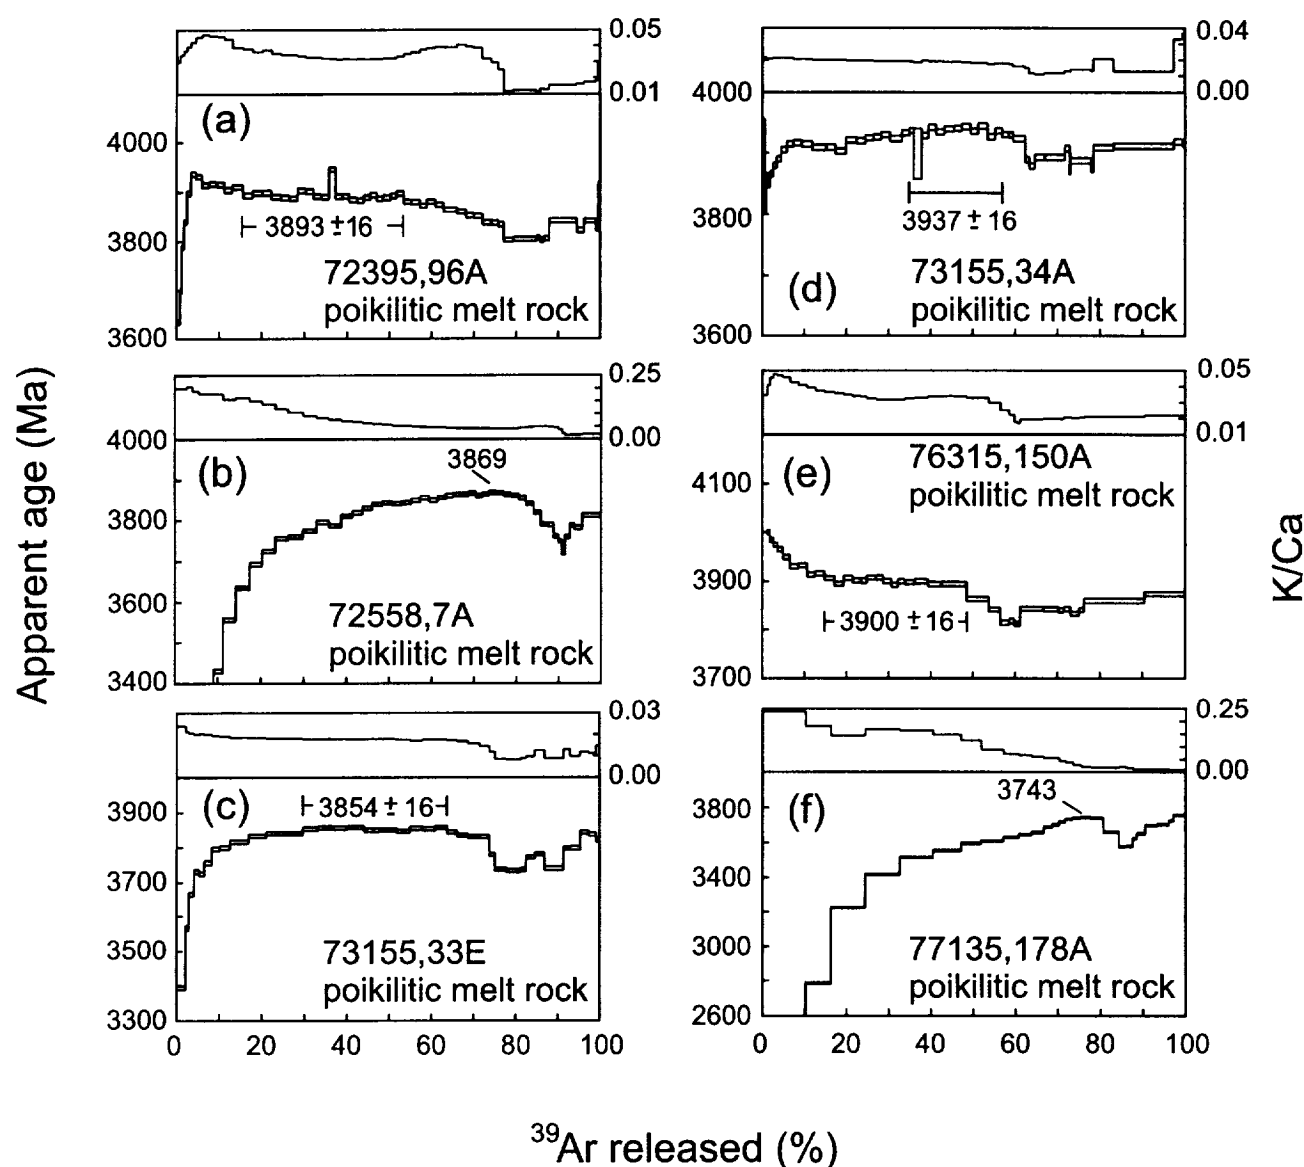 Apparent age (Ma)
K/Ca
0.05
0.01
(a)
4000
3800
3600
3893 ± 16
72395,96A
poikilitic melt rock
0.25
0.00
4000
3800
3600
3400
(b)
3869
72558,7A
poikilitic melt rock
0.03
0.00
3900
3700
3500
3300
(c)
3854 ± 16
73155,33E
poikilitic melt rock
0 20 40 60 80 100
0.04
0.00
4000
3800
3600
3937 ± 16
(d)
73155,34A
poikilitic melt rock
0.05
0.01
4100
3900
3700
(e)
76315,150A
poikilitic melt rock
3900 ± 16
0.25
0.00
3800
3400
3000
2600
(f)
3743
77135,178A
poikilitic melt rock
0 20 40 60 80 100
³⁹Ar released (%)